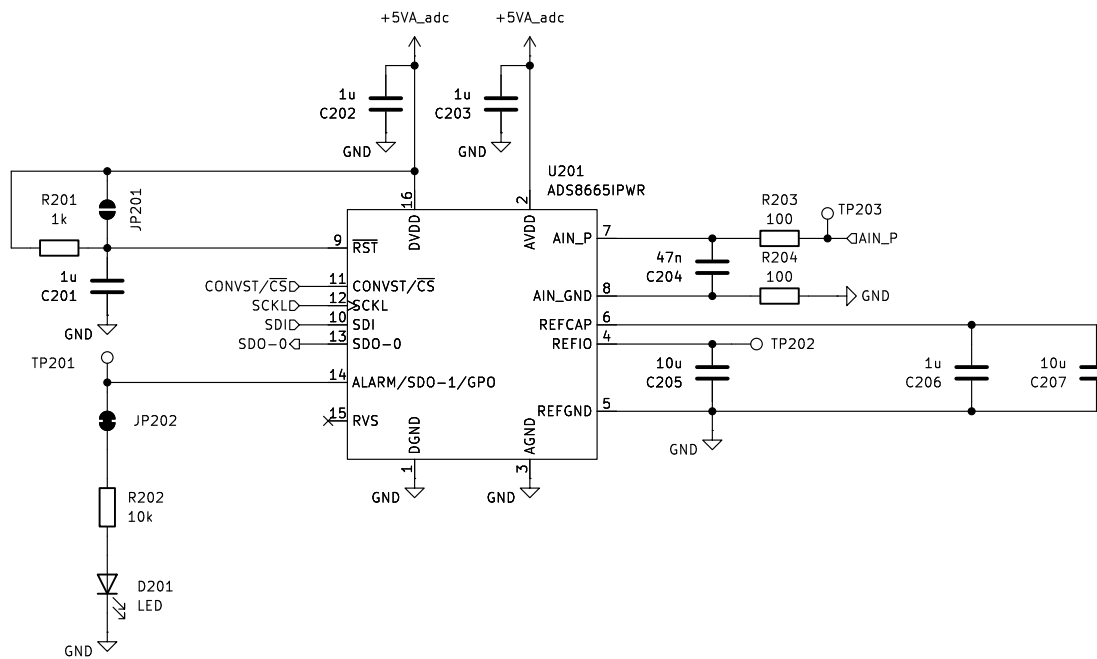 +5VA_adc
+5VA_adc
1u
C202
1u
C203
GND
GND
U201
ADS8665IPWR
R201
1k
JP201
16
DVDD
2
AVDD
R203
100
TP203
AIN_P
7
AIN_P
9
RST
47n
C204
R204
100
1u
C201
CONVST/CS
11
CONVST/CS
SCKL
12
SCKL
SDI
10
SDI
SDO-0
13
SDO-0
AIN_GND
8
GND
REFCAP
6
REFIO
4
TP202
GND
TP201
14
ALARM/SDO-1/GPO
10u
C205
1u
C206
10u
C207
JP202
15
RVS
REFGND
5
DGND
1
AGND
3
GND
GND
GND
R202
10k
D201
LED
GND